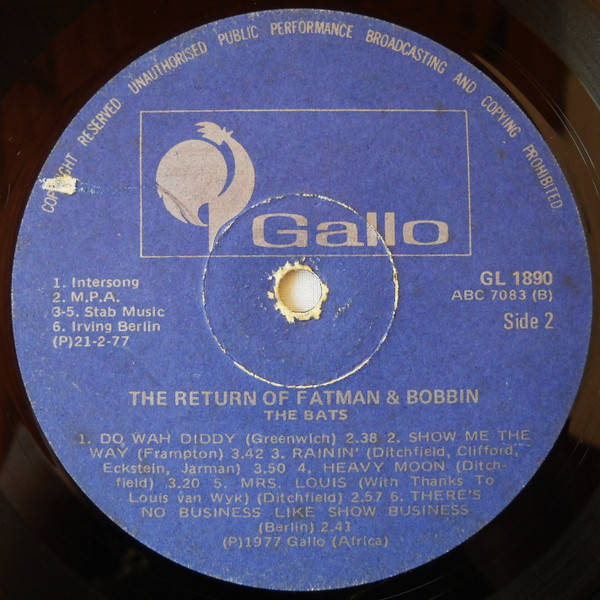 COPYRIGHT RESERVED UNAUTHORISED PUBLIC PERFORMANCE BROADCASTING AND COPYING PROHIBITED
Gallo
1. Intersong
2. M.P.A.
3-5. Stab Music
6. Irving Berlin
(P)21-2-77
GL 1890
ABC 7083 (B)
Side 2
THE RETURN OF FATMAN & BOBBIN
THE BATS
1. DO WAH DIDDY (Greenwich) 2.38 2. SHOW ME THE
WAY (Frampton) 3.42 3. RAININ' (Ditchfield, Clifford,
Eckstein, Jarman) 3.50 4. HEAVY MOON (Ditch-
field) 3.20 5. MRS. LOUIS (With Thanks To
Louis van Wyk) (Ditchfield) 2.57 6. THERE'S
NO BUSINESS LIKE SHOW BUSINESS
(Berlin) 2.41
(P)1977 Gallo (Africa)